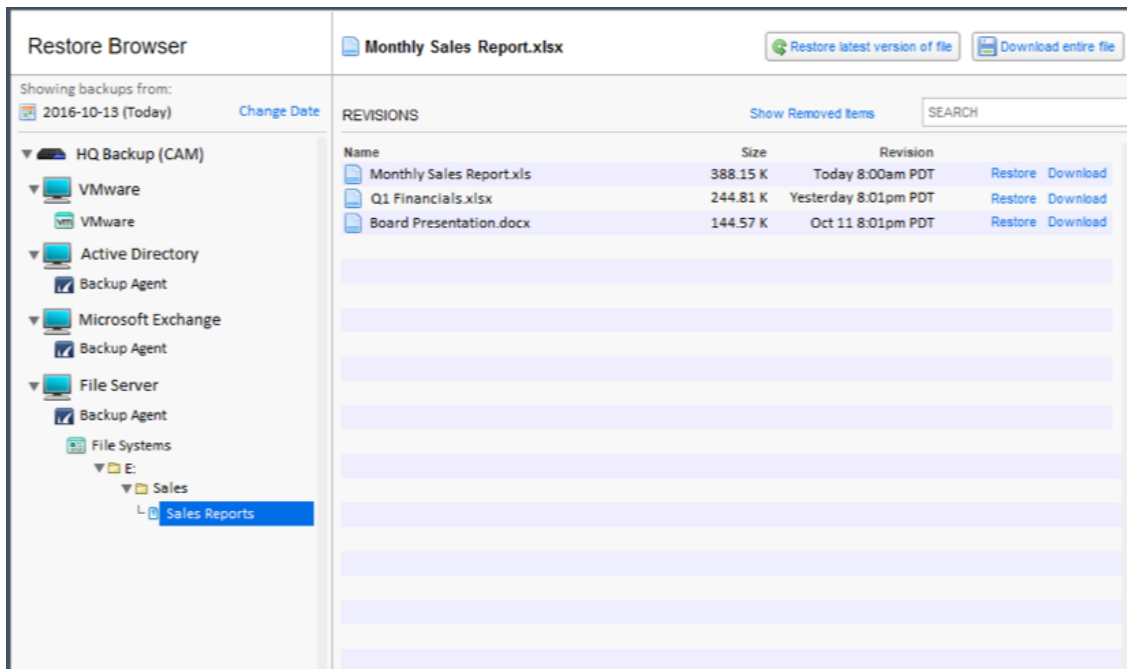 Restore Browser
Monthly Sales Report.xlsx
Restore latest version of file
Download entire file
Showing backups from:
2016-10-13 (Today)
Change Date
HQ Backup (CAM)
VMware
vm VMware
Active Directory
Backup Agent
Microsoft Exchange
Backup Agent
File Server
Backup Agent
File Systems
E:
Sales
Sales Reports
REVISIONS
Show Removed Items
SEARCH
Name Size Revision
Monthly Sales Report.xls 388.15 K Today 8:00am PDT Restore Download
Q1 Financials.xlsx 244.81 K Yesterday 8:01pm PDT Restore Download
Board Presentation.docx 144.57 K Oct 11 8:01pm PDT Restore Download